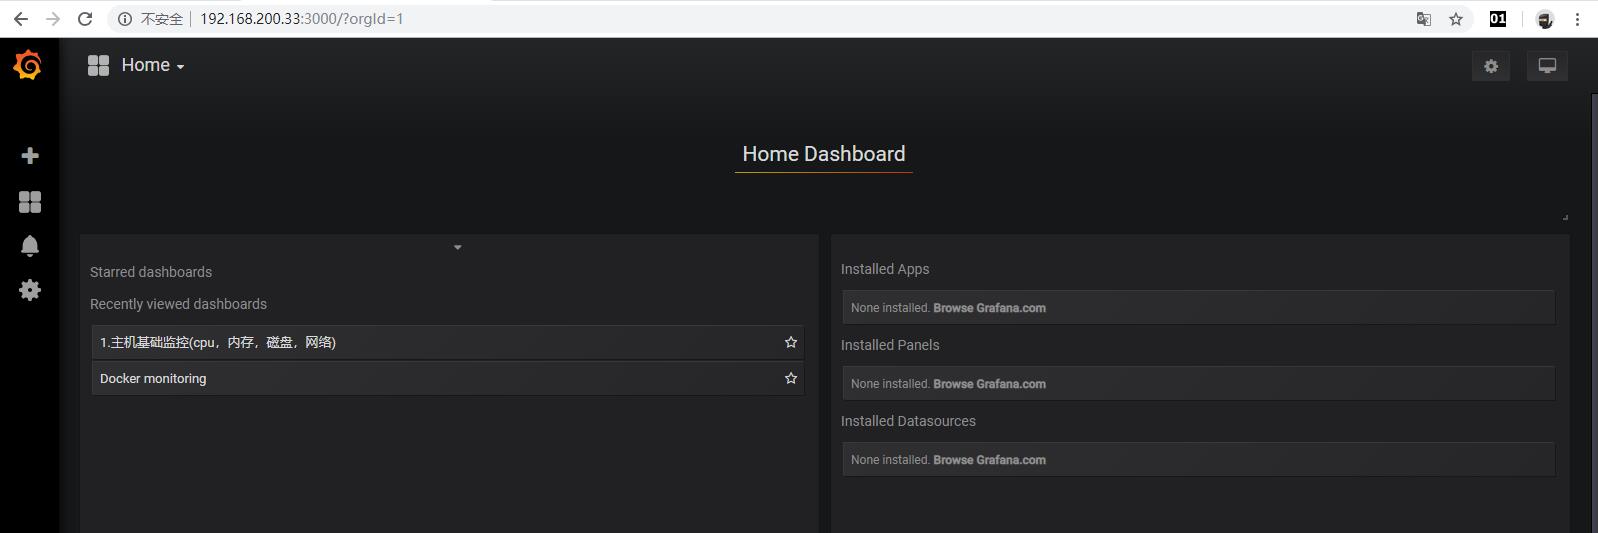 不安全 | 192.168.200.33:3000/?orgId=1
01
Home
Home Dashboard
Starred dashboards
Recently viewed dashboards
1.主机基础监控(cpu，内存，磁盘，网络)
Docker monitoring
Installed Apps
None installed. Browse Grafana.com
Installed Panels
None installed. Browse Grafana.com
Installed Datasources
None installed. Browse Grafana.com